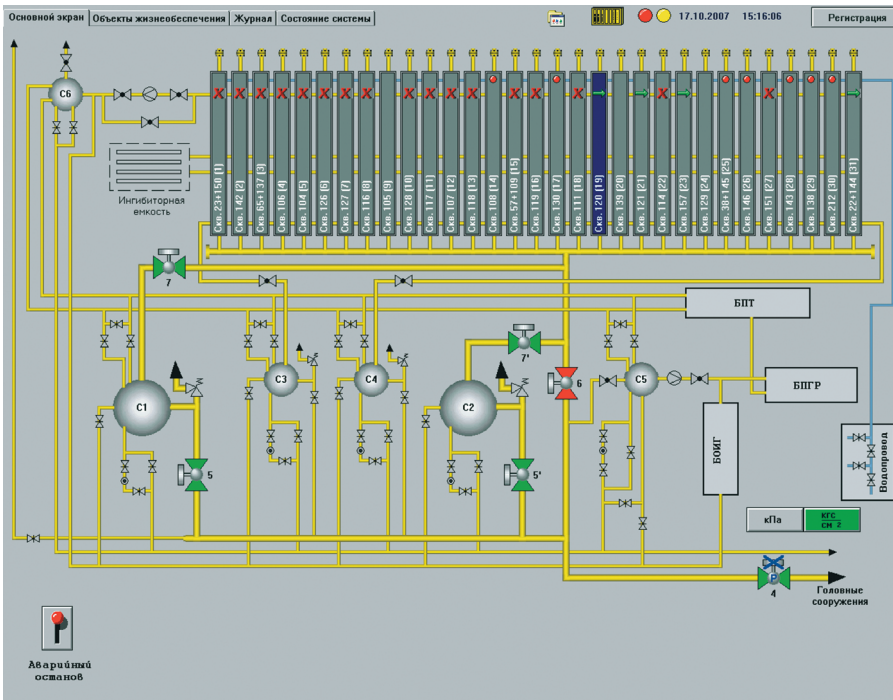 Основной экран
Объекты жизнеобеспечения
Журнал
Состояние системы
17.10.2007 15:16:06
Регистрация
С6
Скв. 23+150 [1]
Скв. 142 [2]
Скв. 65+137 [3]
Скв. 106 [4]
Скв. 104 [5]
Скв. 126 [6]
Скв. 127 [7]
Скв. 116 [8]
Скв. 105 [9]
Скв. 128 [10]
Скв. 117 [11]
Скв. 107 [12]
Скв. 118 [13]
Скв. 108 [14]
Скв. 57+109 [15]
Скв. 119 [16]
Скв. 130 [17]
Скв. 111 [18]
Скв. 120 [19]
Скв. 139 [20]
Скв. 121 [21]
Скв. 114 [22]
Скв. 157 [23]
Скв. 129 [24]
Скв. 38+145 [25]
Скв. 146 [26]
Скв. 151 [27]
Скв. 143 [28]
Скв. 138 [29]
Скв. 212 [30]
Скв. 22+144 [31]
Ингибиторная
емкость
7
БПТ
7'
6
С1
С3
С4
С2
С5
БПГР
БОИГ
Водопровод
5
5'
кПа
кгс
см 2
P
4
Головные
сооружения
Аварийный
останов